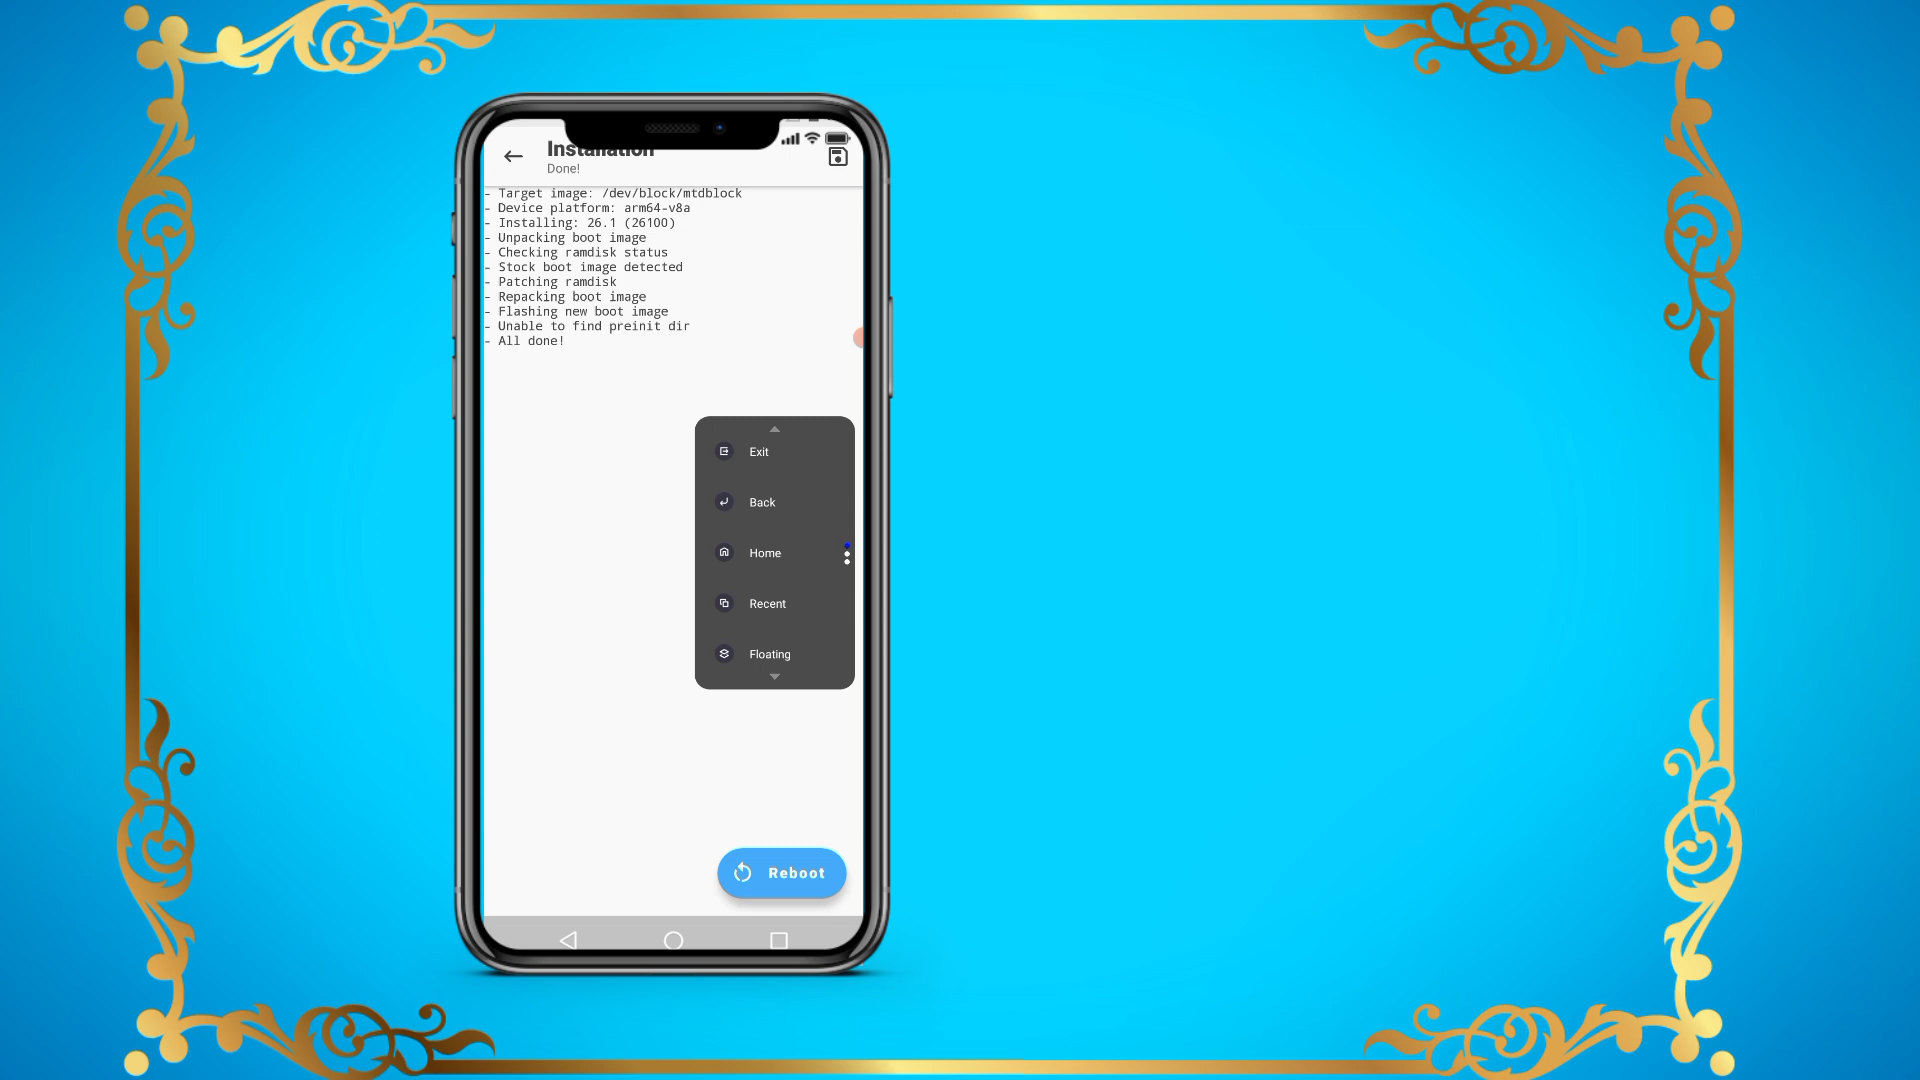 Installation
Done!
- Target image: /dev/block/mtdblock
- Device platform: arm64-v8a
- Installing: 26.1 (26100)
- Unpacking boot image
- Checking ramdisk status
- Stock boot image detected
- Patching ramdisk
- Repacking boot image
- Flashing new boot image
- Unable to find preinit dir
- All done!
Exit
Back
Home
Recent
Floating
Reboot